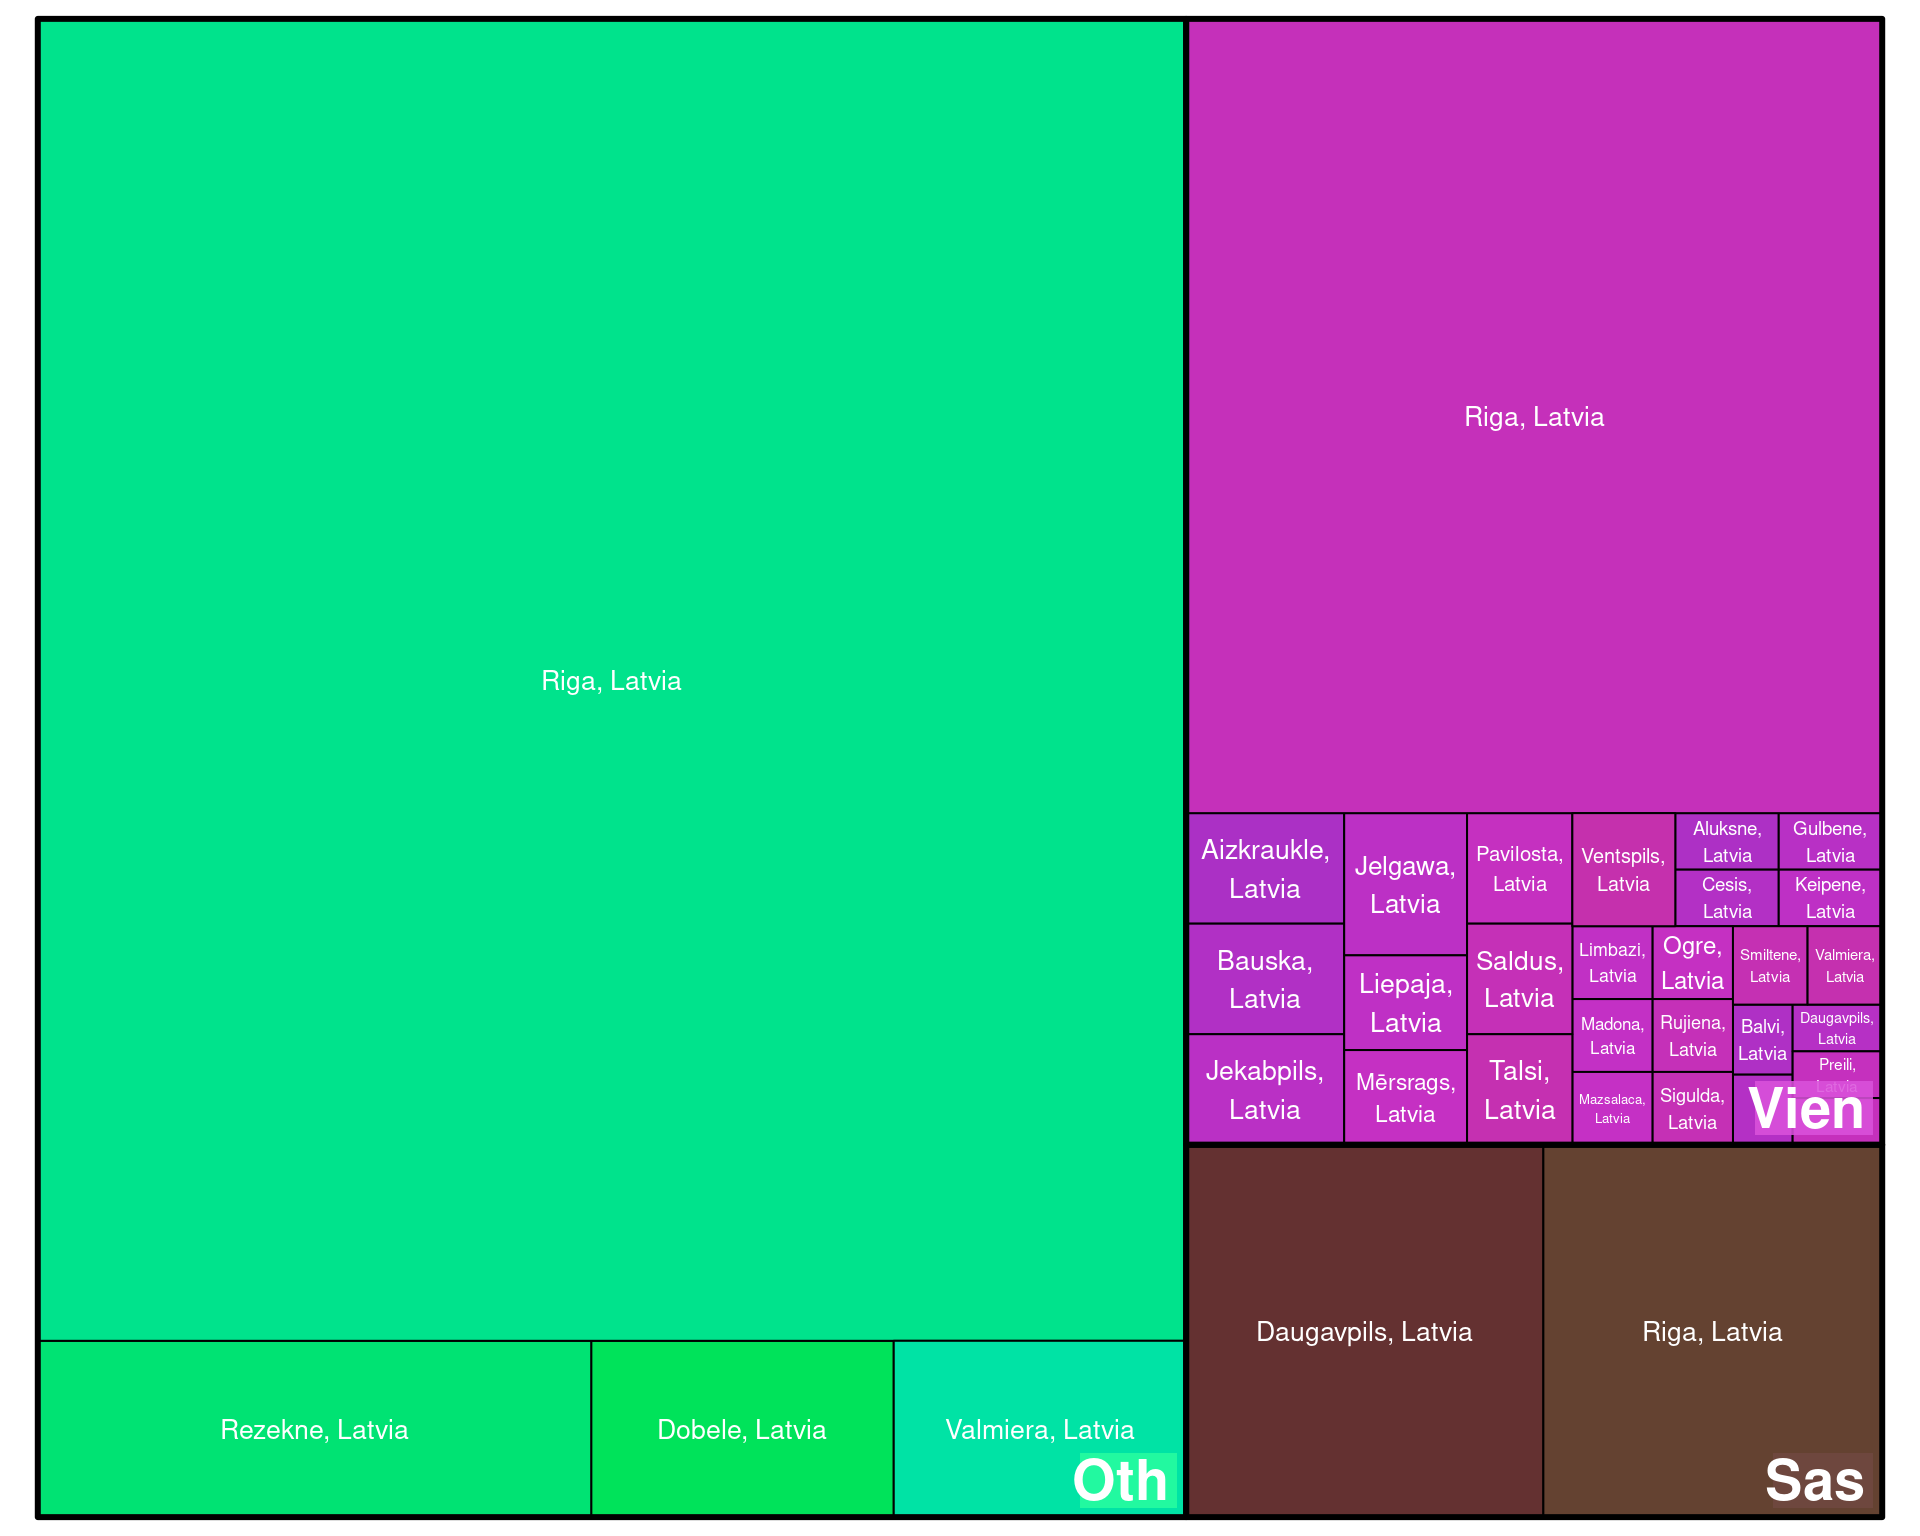 Riga, Latvia
Rezekne, Latvia
Dobele, Latvia
Valmiera, Latvia
Oth
Riga, Latvia
Aizkraukle,
Latvia
Bauska,
Latvia
Jekabpils,
Latvia
Jelgawa,
Latvia
Liepaja,
Latvia
Mērsrags,
Latvia
Pavilosta,
Latvia
Saldus,
Latvia
Talsi,
Latvia
Ventspils,
Latvia
Aluksne,
Latvia
Gulbene,
Latvia
Cesis,
Latvia
Keipene,
Latvia
Limbazi,
Latvia
Madona,
Latvia
Mazsalaca,
Latvia
Ogre,
Latvia
Rujiena,
Latvia
Sigulda,
Latvia
Smiltene,
Latvia
Valmiera,
Latvia
Balvi,
Latvia
Daugavpils,
Latvia
Preili,
Latvia
Vien
Daugavpils, Latvia
Riga, Latvia
Sas